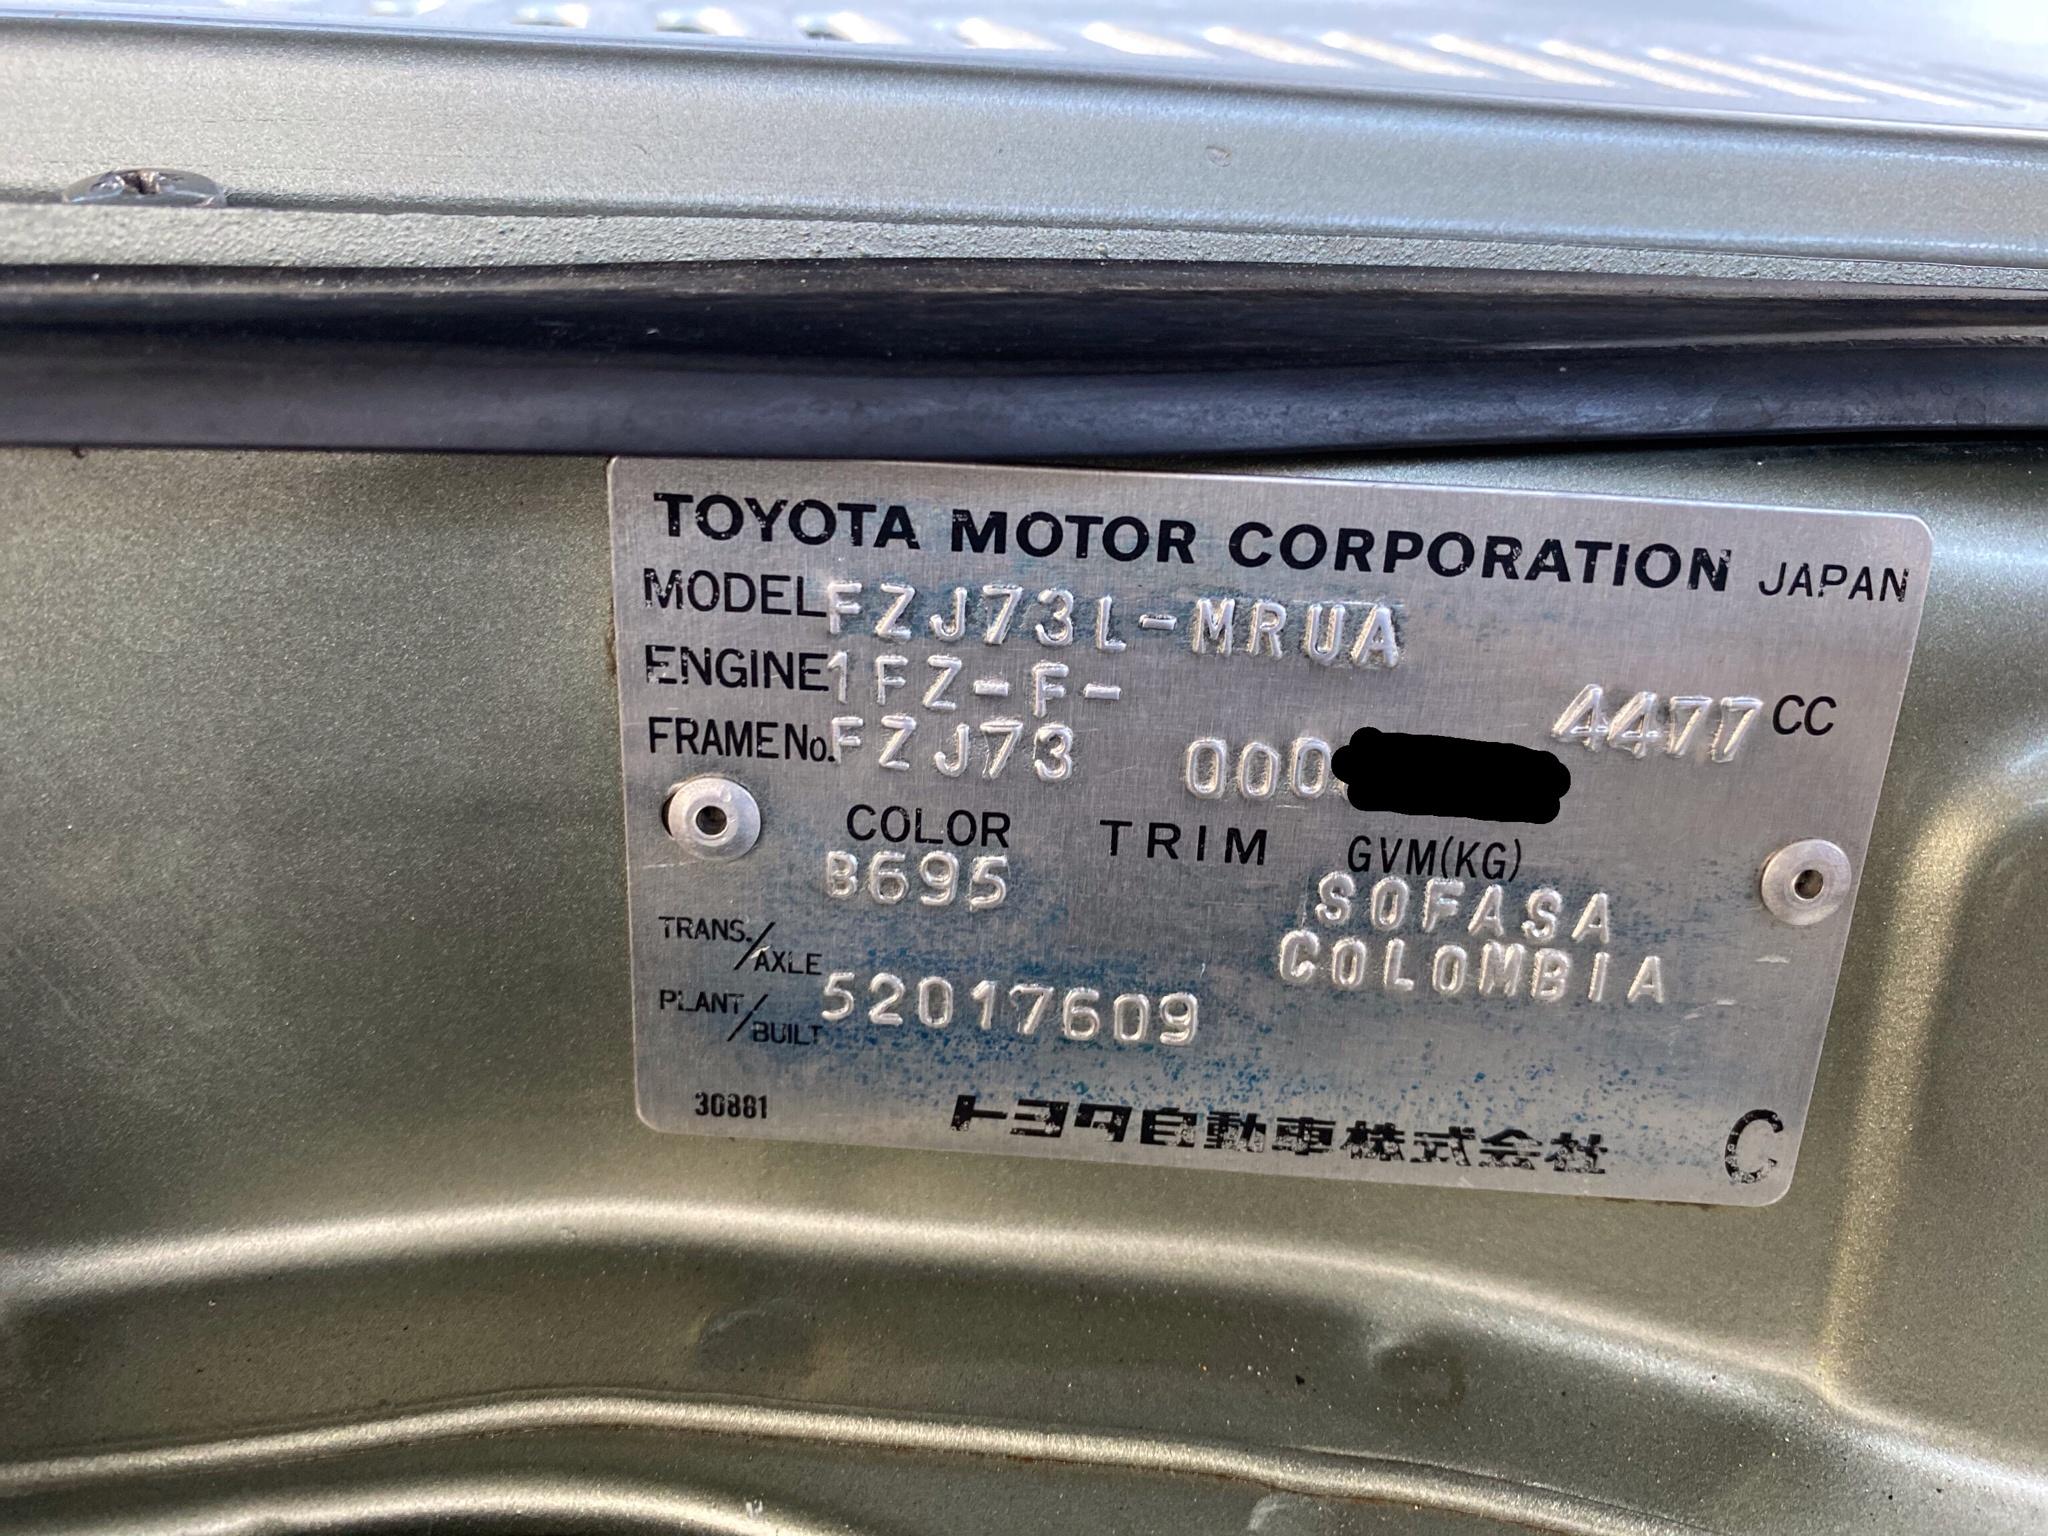 TOYOTA MOTOR CORPORATION JAPAN
MODEL FZJ73L-MRUA
ENGINE 1FZ-F- 4477 CC
FRAME No. FZJ73 000
COLOR TRIM GVM(KG)
B695 SOFASA
TRANS./AXLE COLOMBIA
PLANT/BUILT 52017609
30881 トヨタ自動車株式会社 C